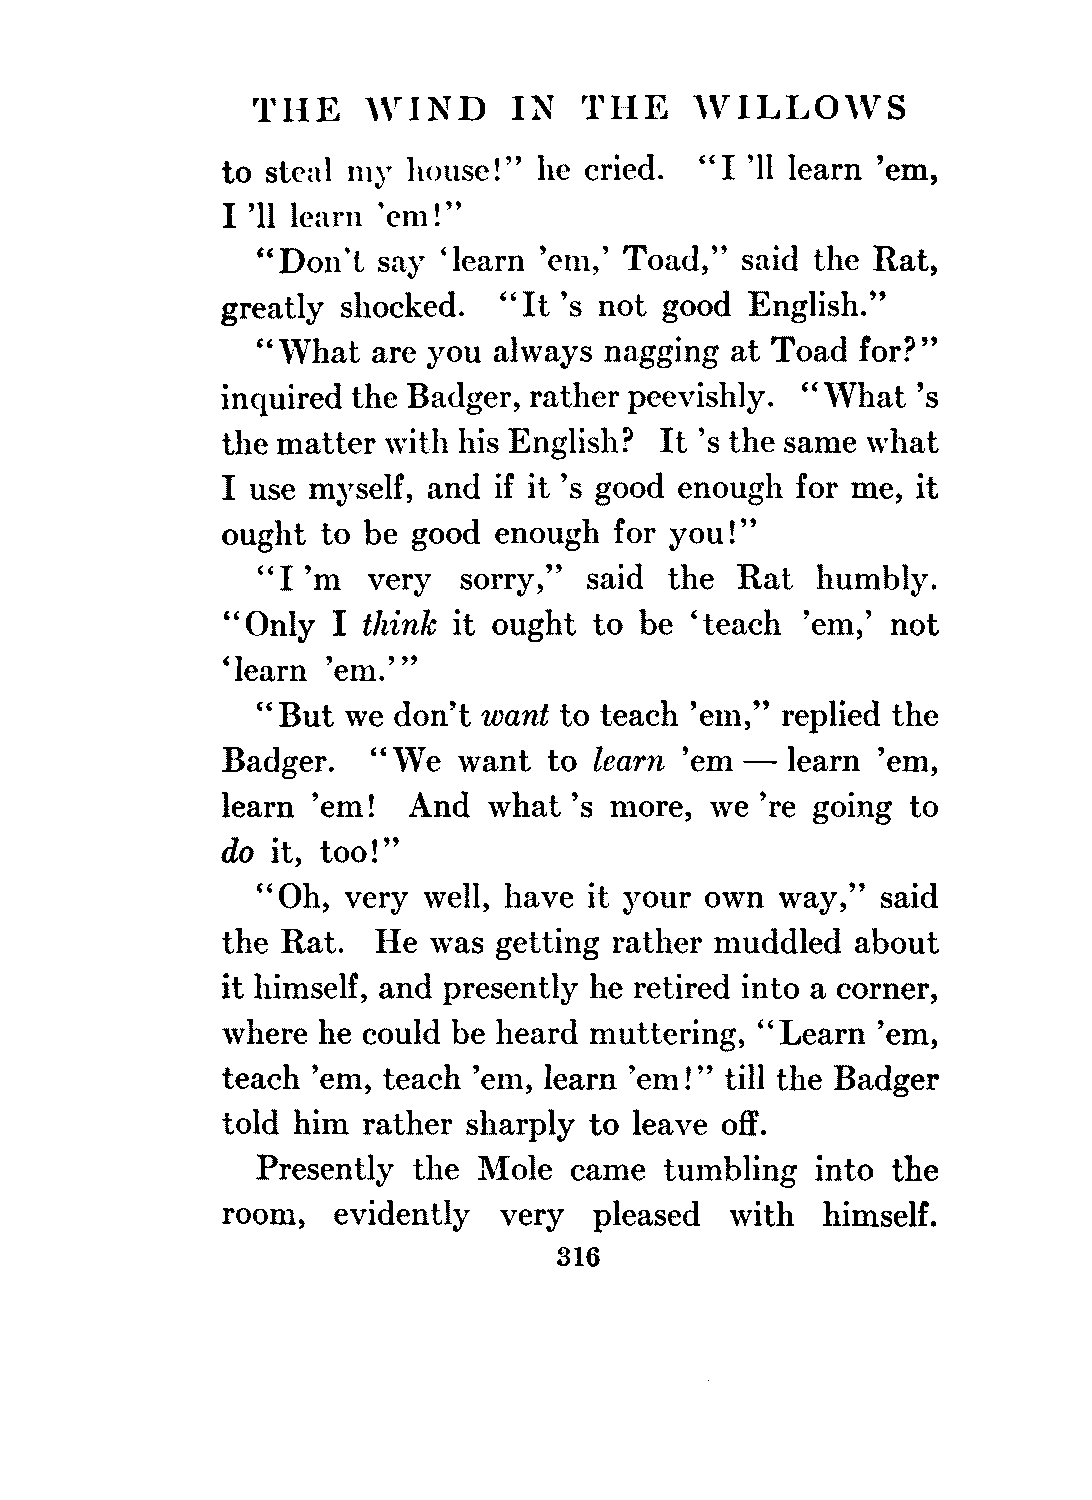 THE WIND IN THE WILLOWS
to steal my house!" he cried. "I 'll learn 'em,
I 'll learn 'em!"
"Don't say 'learn 'em,' Toad," said the Rat,
greatly shocked. "It 's not good English."
"What are you always nagging at Toad for?"
inquired the Badger, rather peevishly. "What 's
the matter with his English? It 's the same what
I use myself, and if it 's good enough for me, it
ought to be good enough for you!"
"I 'm very sorry," said the Rat humbly.
"Only I think it ought to be 'teach 'em,' not
'learn 'em.'"
"But we don't want to teach 'em," replied the
Badger. "We want to learn 'em — learn 'em,
learn 'em! And what 's more, we 're going to
do it, too!"
"Oh, very well, have it your own way," said
the Rat. He was getting rather muddled about
it himself, and presently he retired into a corner,
where he could be heard muttering, "Learn 'em,
teach 'em, teach 'em, learn 'em!" till the Badger
told him rather sharply to leave off.
Presently the Mole came tumbling into the
room, evidently very pleased with himself.
316